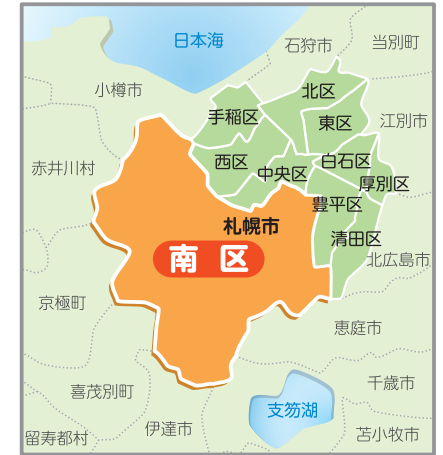 日本海
石狩市
当別町
小樽市
北区
手稲区
東区
江別市
赤井川村
西区
中央区
白石区
厚別区
豊平区
札幌市
清田区
南区
北広島市
京極町
恵庭市
喜茂別町
千歳市
支笏湖
留寿都村
伊達市
苫小牧市